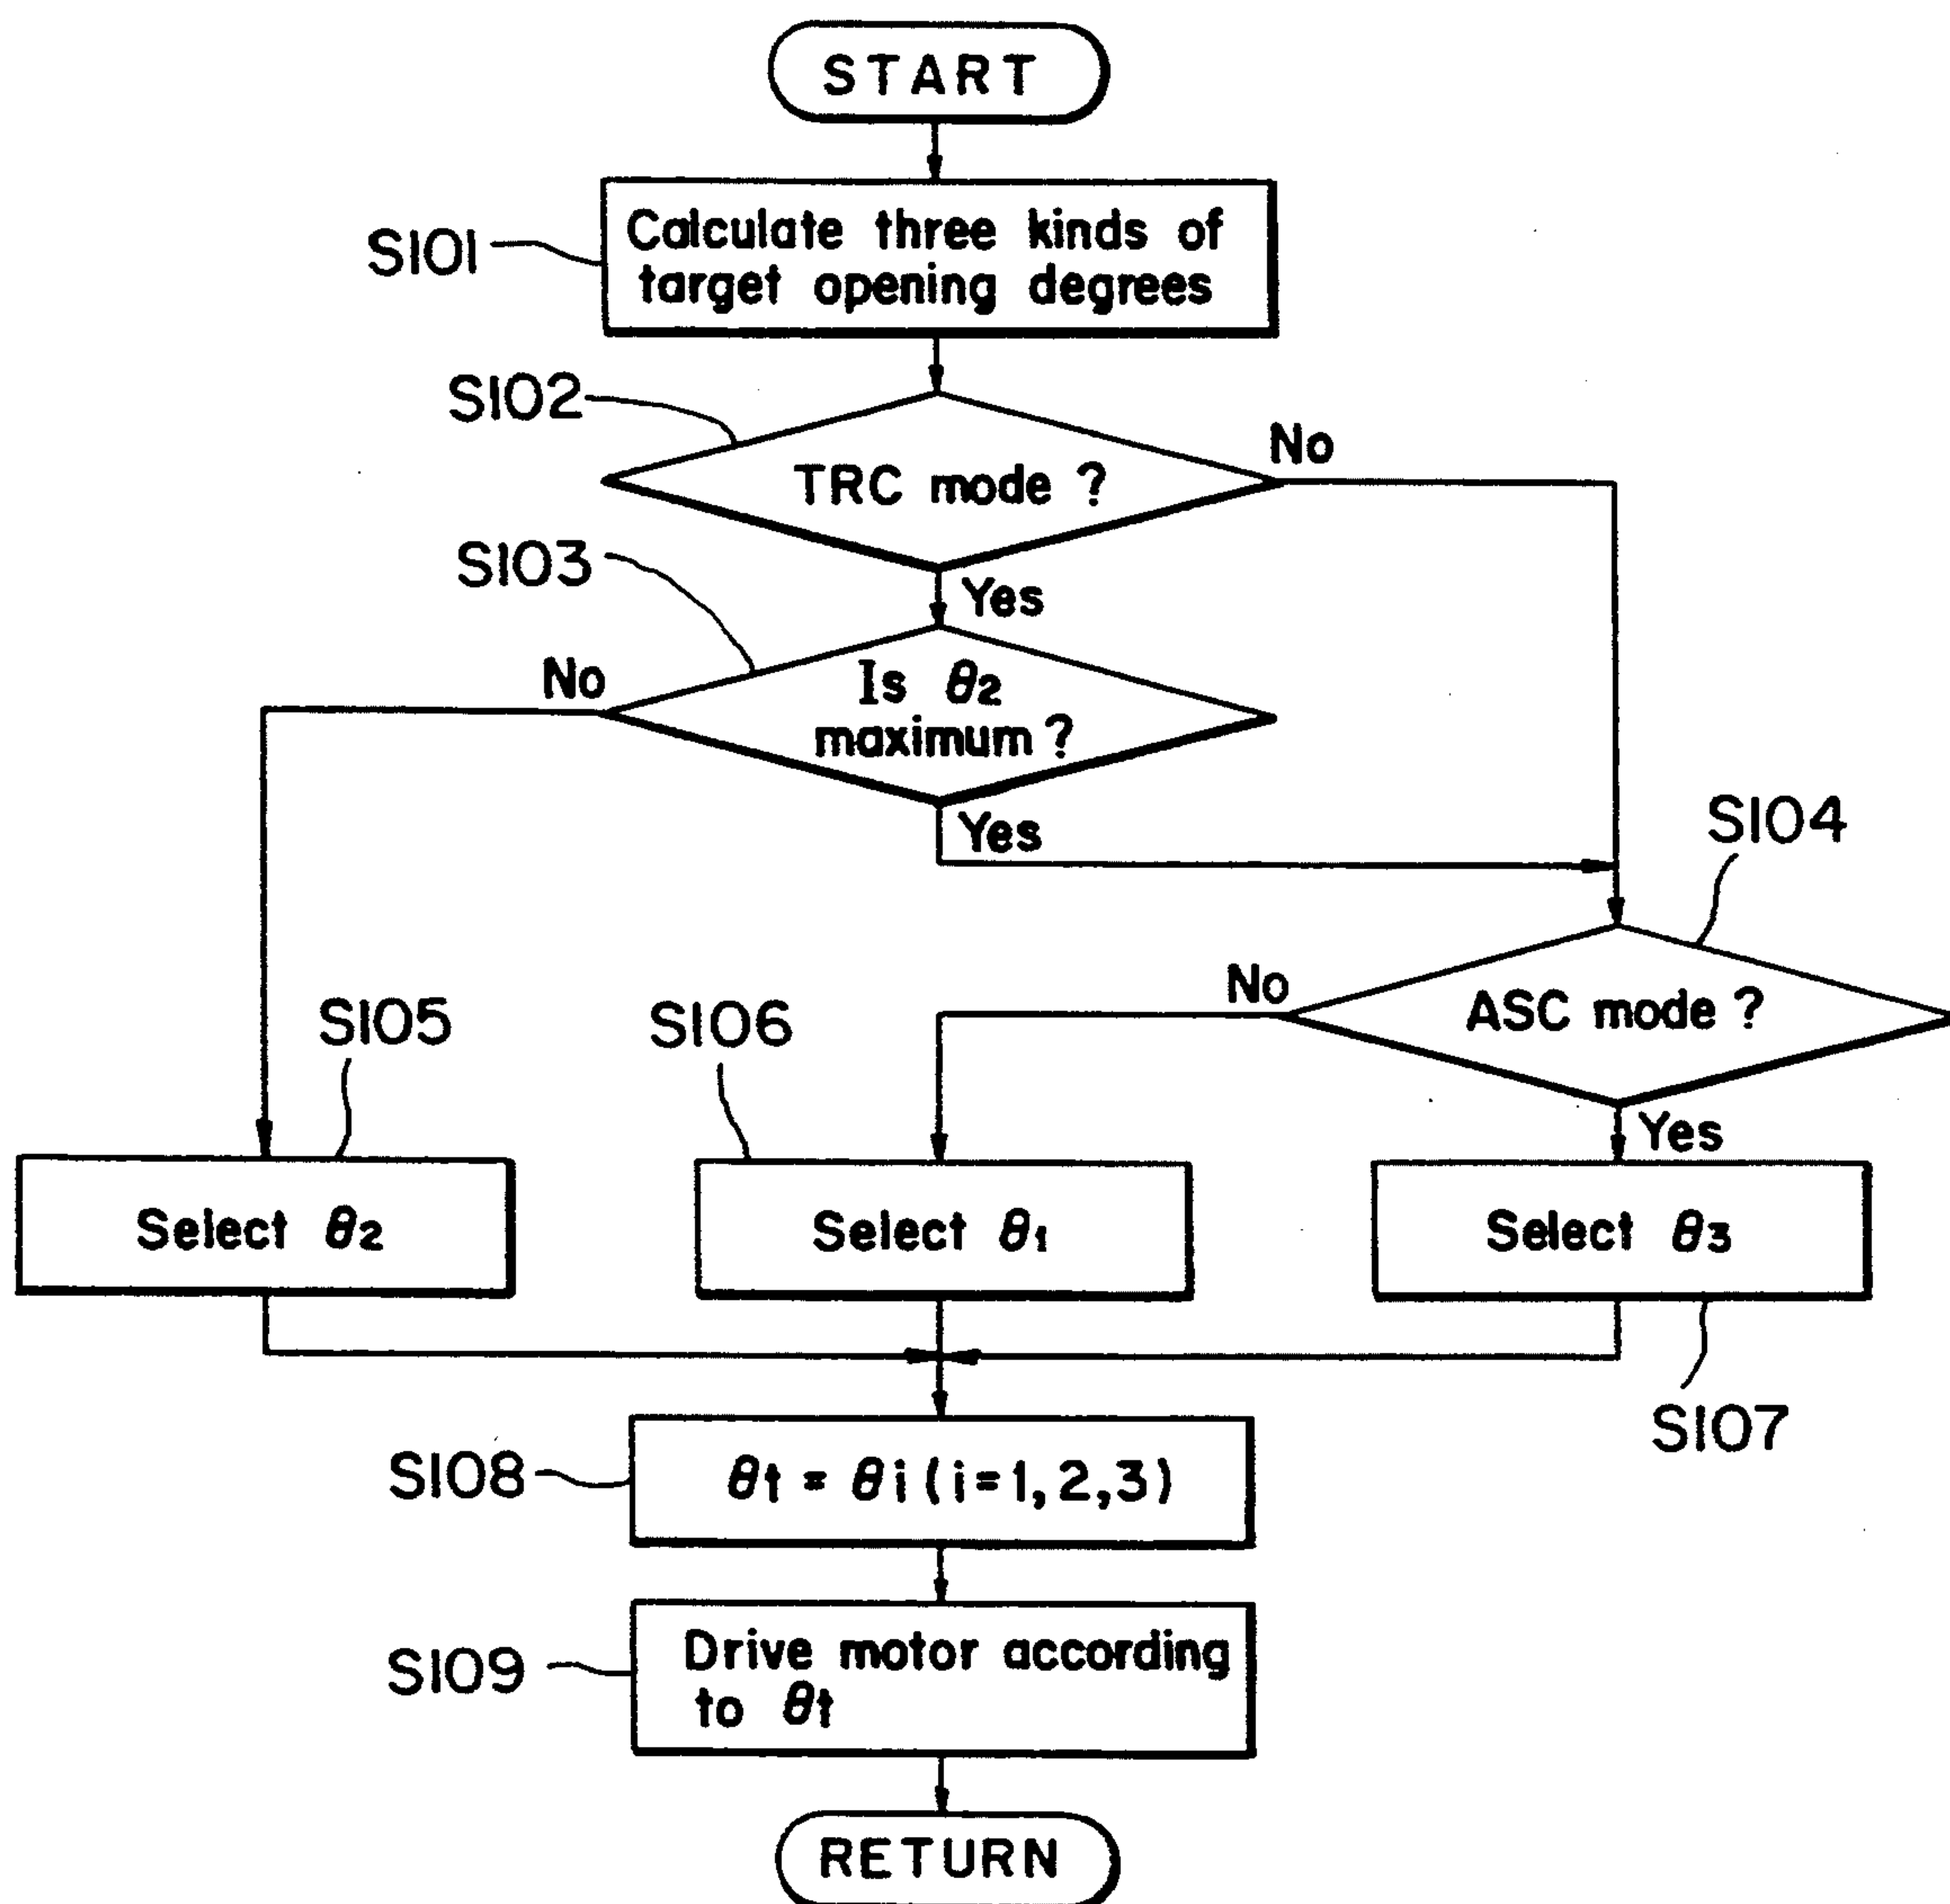 START
S101
Calculate three kinds of
target opening degrees
S102
TRC mode ?
No
Yes
S103
Is θ2
maximum ?
No
Yes
S104
ASC mode ?
No
Yes
S105
Select θ2
S106
Select θ1
Select θ3
S107
S108
θt = θi (i=1, 2, 3)
S109
Drive motor according
to θt
RETURN